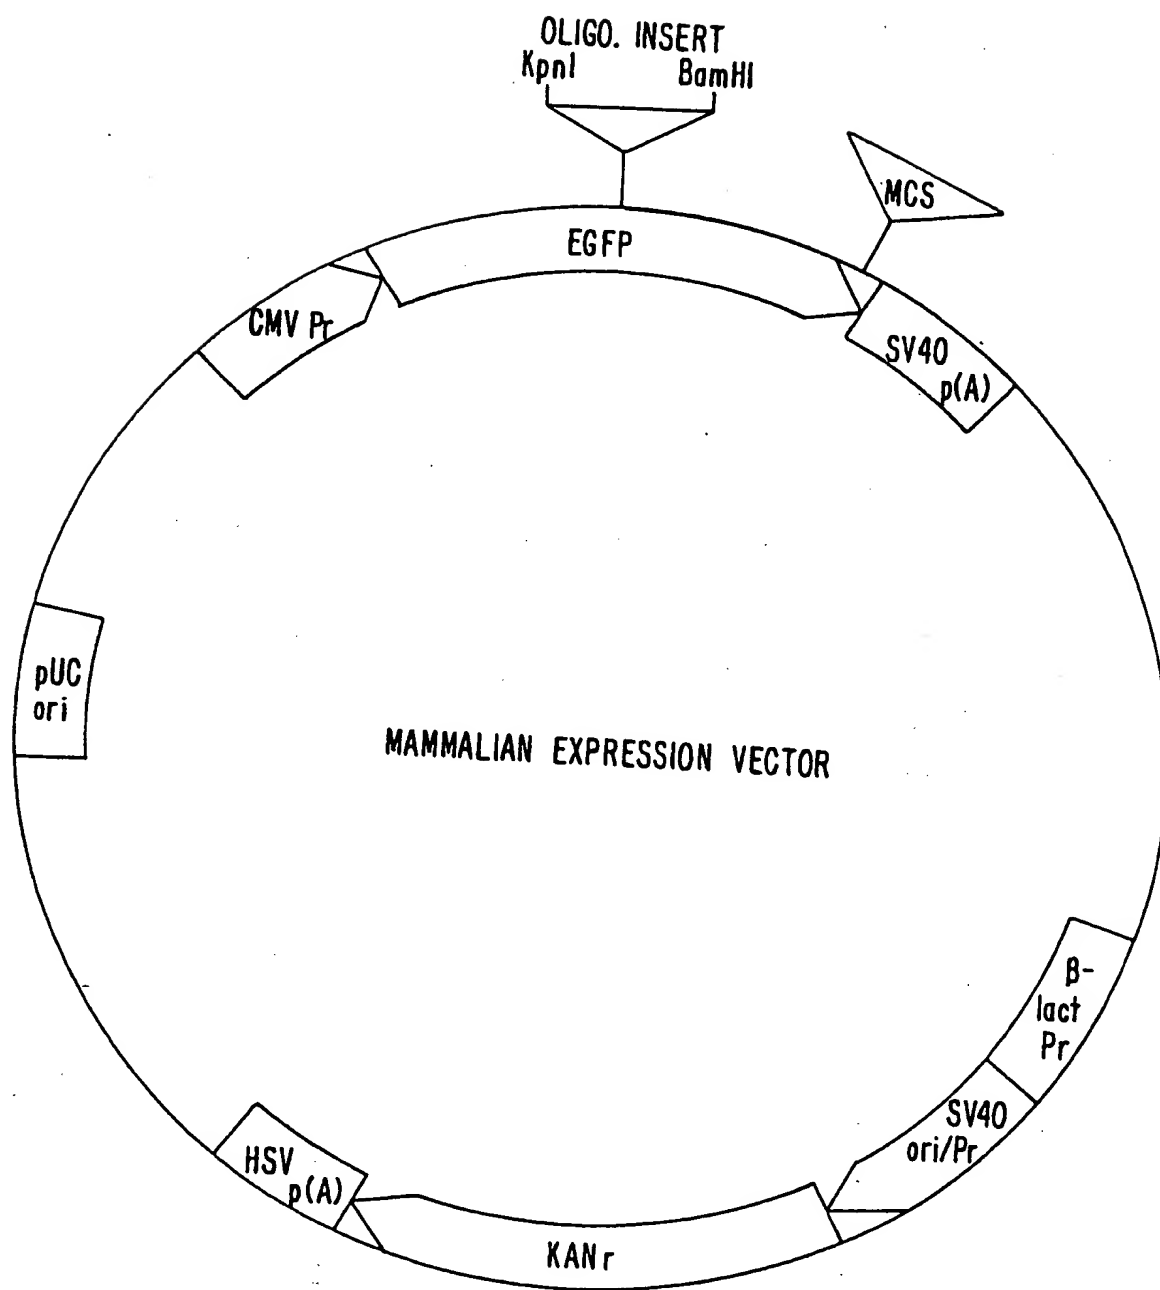 OLIGO. INSERT
KpnI
BamHI
MCS
EGFP
CMV Pr
SV40
p(A)
pUC
ori
MAMMALIAN EXPRESSION VECTOR
β-
lact
Pr
SV40
ori/Pr
HSV
p(A)
KANr